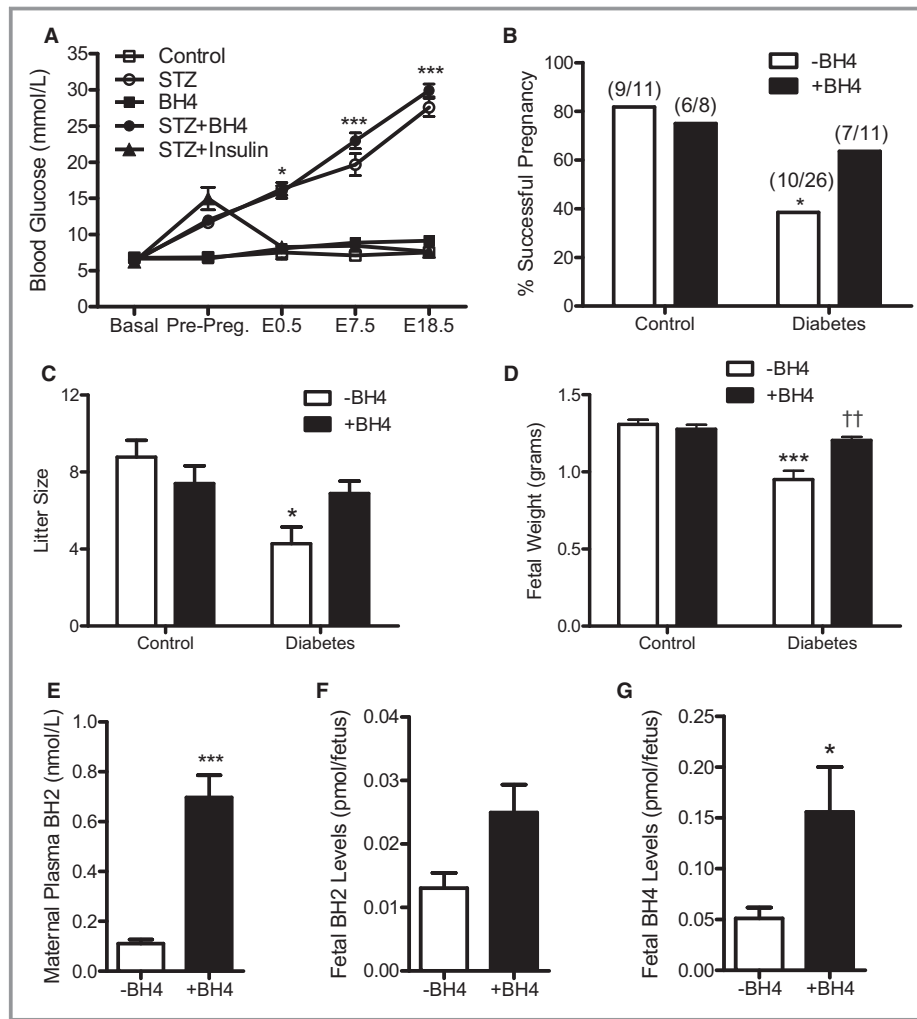 A
Blood Glucose (mmol/L)
35
30
25
20
15
10
5
0
Control
STZ
BH4
STZ+BH4
STZ+Insulin
*
***
***
Basal Pre-Preg. E0.5 E7.5 E18.5
B
% Successful Pregnancy
100
80
60
40
20
0
-BH4
+BH4
(9/11)
(6/8)
(10/26)
*
(7/11)
Control Diabetes
C
Litter Size
12
8
4
0
-BH4
+BH4
*
Control Diabetes
D
Fetal Weight (grams)
1.5
1.0
0.5
0.0
-BH4
+BH4
***
††
Control Diabetes
E
Maternal Plasma BH2 (nmol/L)
1.0
0.8
0.6
0.4
0.2
0.0
***
-BH4 +BH4
F
Fetal BH2 Levels (pmol/fetus)
0.04
0.03
0.02
0.01
0.00
-BH4 +BH4
G
Fetal BH4 Levels (pmol/fetus)
0.25
0.20
0.15
0.10
0.05
0.00
*
-BH4 +BH4